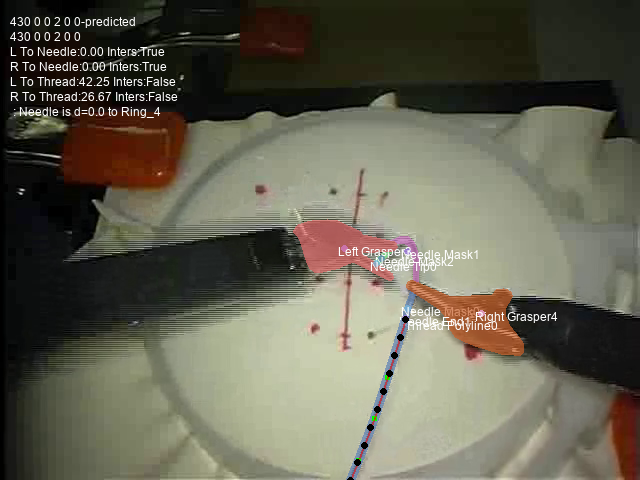 430 0 0 2 0 0-predicted
430 0 0 2 0 0
L To Needle:0.00 Inters:True
R To Needle:0.00 Inters:True
L To Thread:42.25 Inters:False
R To Thread:26.67 Inters:False
: Needle is d=0.0 to Ring_4
Left Grasper3
Needle Mask1
Needle Mask2
Needle Tip0
Needle Mask
Right Grasper4
Needle End1
Thread Polyline0